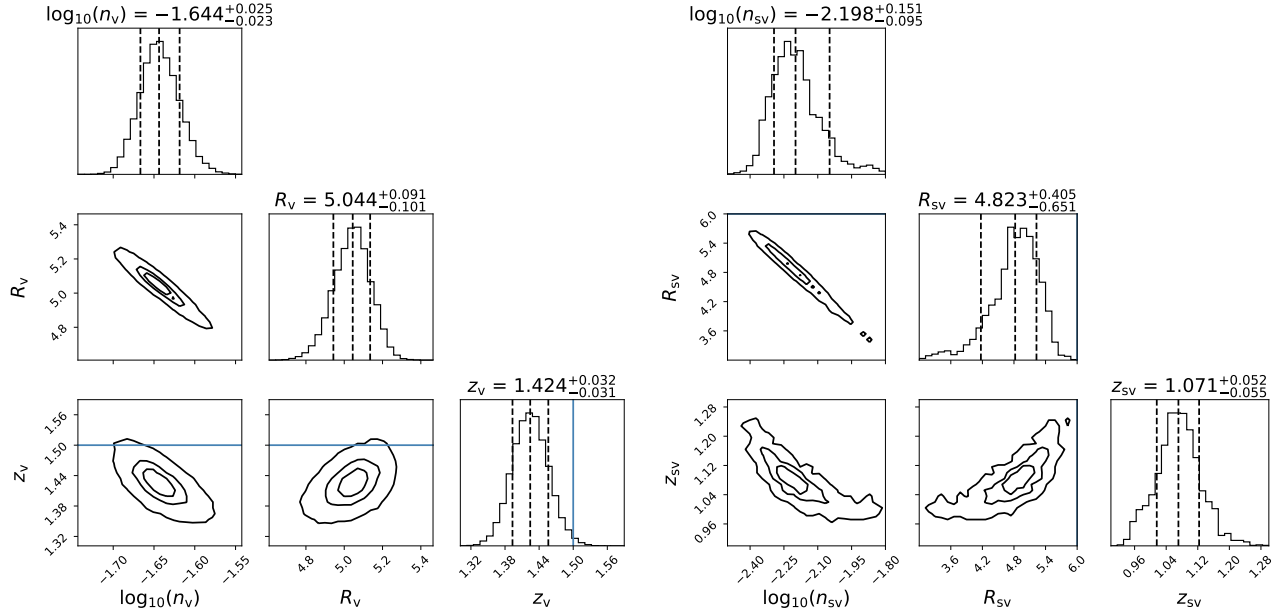 log₁₀(nᵥ) = −1.644 +0.025 −0.023
log₁₀(nₛᵥ) = −2.198 +0.151 −0.095
Rᵥ = 5.044 +0.091 −0.101
Rₛᵥ = 4.823 +0.405 −0.651
5.4
5.2
5.0
4.8
Rᵥ
6.0
5.4
4.8
4.2
3.6
Rₛᵥ
zᵥ = 1.424 +0.032 −0.031
zₛᵥ = 1.071 +0.052 −0.055
1.56
1.50
1.44
1.38
1.32
zᵥ
1.28
1.20
1.12
1.04
0.96
zₛᵥ
−1.70 −1.65 −1.60 −1.55
log₁₀(nᵥ)
4.8 5.0 5.2 5.4
Rᵥ
1.32 1.38 1.44 1.50 1.56
zᵥ
−2.40 −2.25 −2.10 −1.95 −1.80
log₁₀(nₛᵥ)
3.6 4.2 4.8 5.4 6.0
Rₛᵥ
0.96 1.04 1.12 1.20 1.28
zₛᵥ